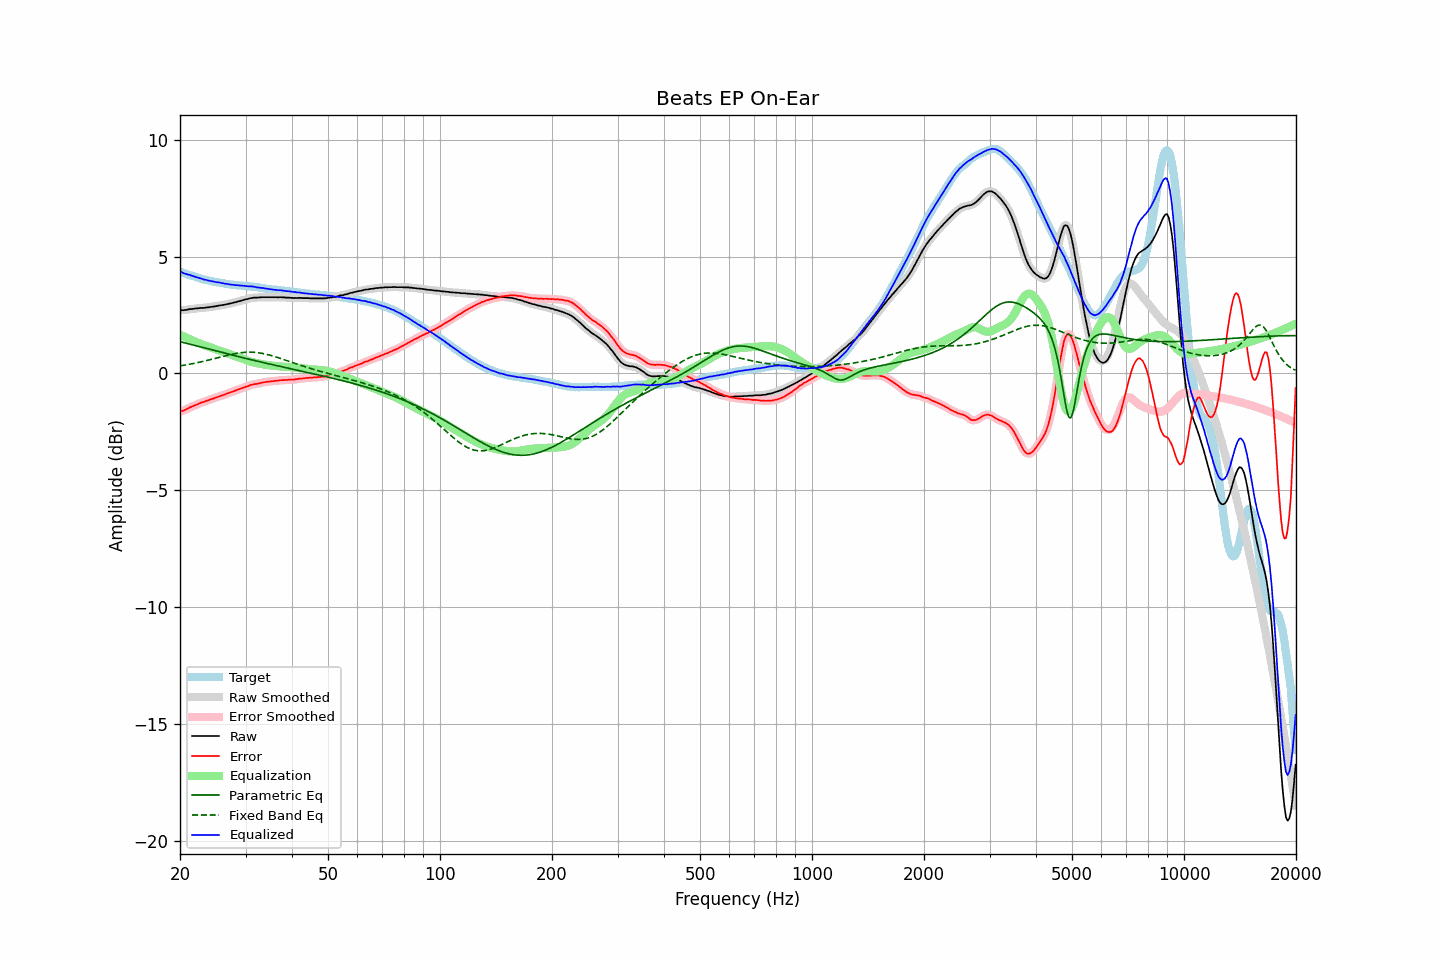 Beats EP On-Ear
10
5
0
−5
−10
−15
−20
Amplitude (dBr)
Target
Raw Smoothed
Error Smoothed
Raw
Error
Equalization
Parametric Eq
Fixed Band Eq
Equalized
20 50 100 200 500 1000 2000 5000 10000 20000
Frequency (Hz)